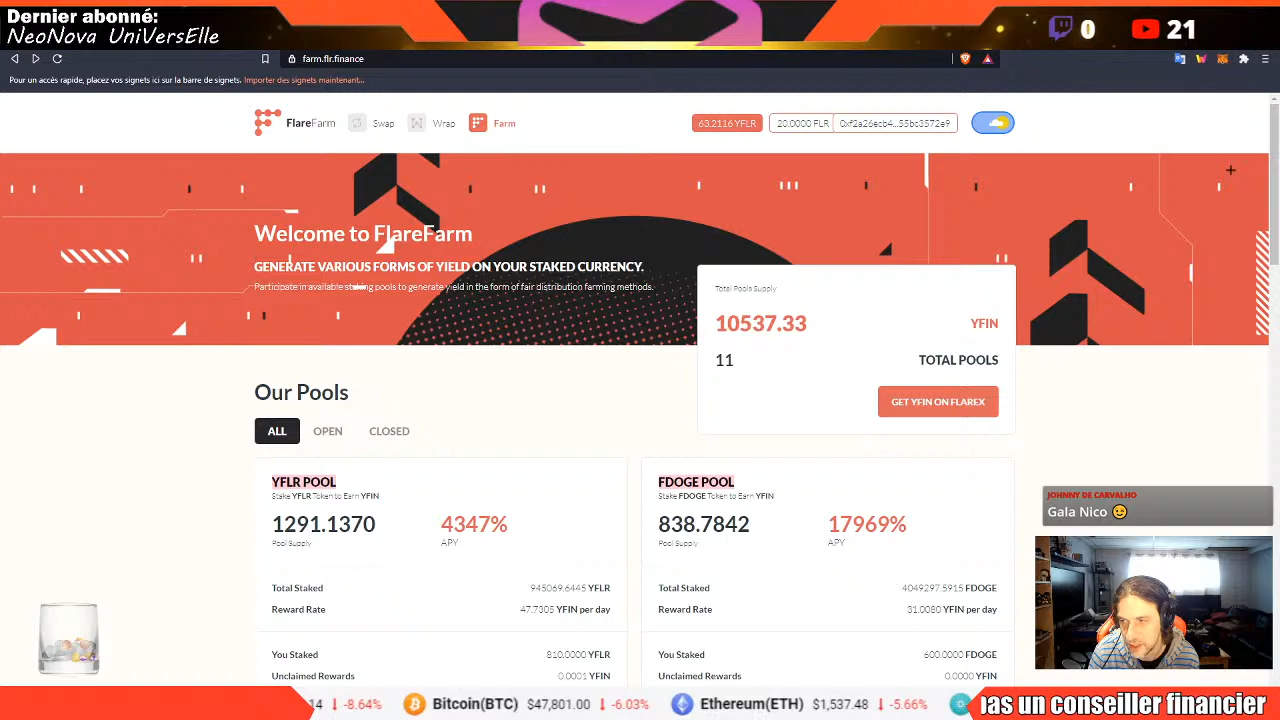 Dernier abonné:
NeoNova UniVersElle
0
21
farm.flr.finance
Pour un accès rapide, placez vos signets ici sur la barre de signets. Importer des signets maintenant...
FlareFarm
Swap
Wrap
Farm
63.2116 YFLR
20.0000 FLR
0xf2a26ecb4...55bc3572e9
Welcome to FlareFarm
GENERATE VARIOUS FORMS OF YIELD ON YOUR STAKED CURRENCY.
Participate in available staking pools to generate yield in the form of fair distribution farming methods.
Total Pools Supply
10537.33 YFIN
11 TOTAL POOLS
GET YFIN ON FLAREX
Our Pools
ALL OPEN CLOSED
YFLR POOL
Stake YFLR Token to Earn YFIN
1291.1370 4347%
Pool Supply APY
Total Staked 945069.6445 YFLR
Reward Rate 47.7305 YFIN per day
You Staked 810.0000 YFLR
Unclaimed Rewards 0.0001 YFIN
FDOGE POOL
Stake FDOGE Token to Earn YFIN
838.7842 17969%
Pool Supply APY
Total Staked 4049297.5915 FDOGE
Reward Rate 31.0080 YFIN per day
You Staked 600.0000 FDOGE
Unclaimed Rewards 0.0000 YFIN
JOHNNY DE CARVALHO
Gala Nico 😉
14 ↓ -8.64% Bitcoin(BTC) $47,801.00 ↓ -6.03% Ethereum(ETH) $1,537.48 ↓ -5.66%
pas un conseiller financier